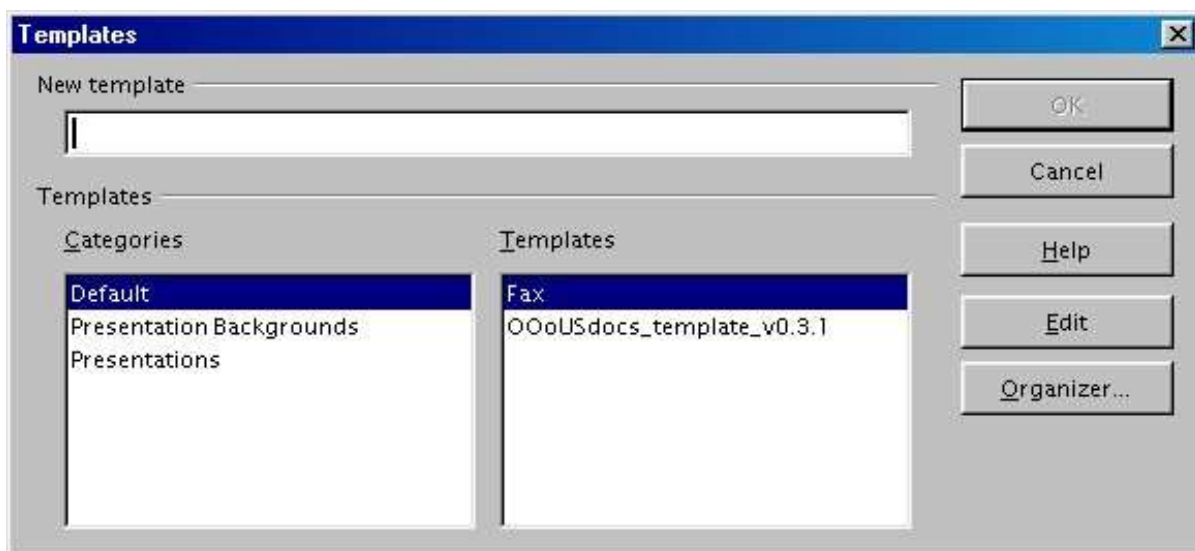 Templates
New template
OK
Cancel
Templates
Categories
Templates
Help
Default
Presentation Backgrounds
Presentations
Fax
OOoUSdocs_template_v0.3.1
Edit
Organizer...